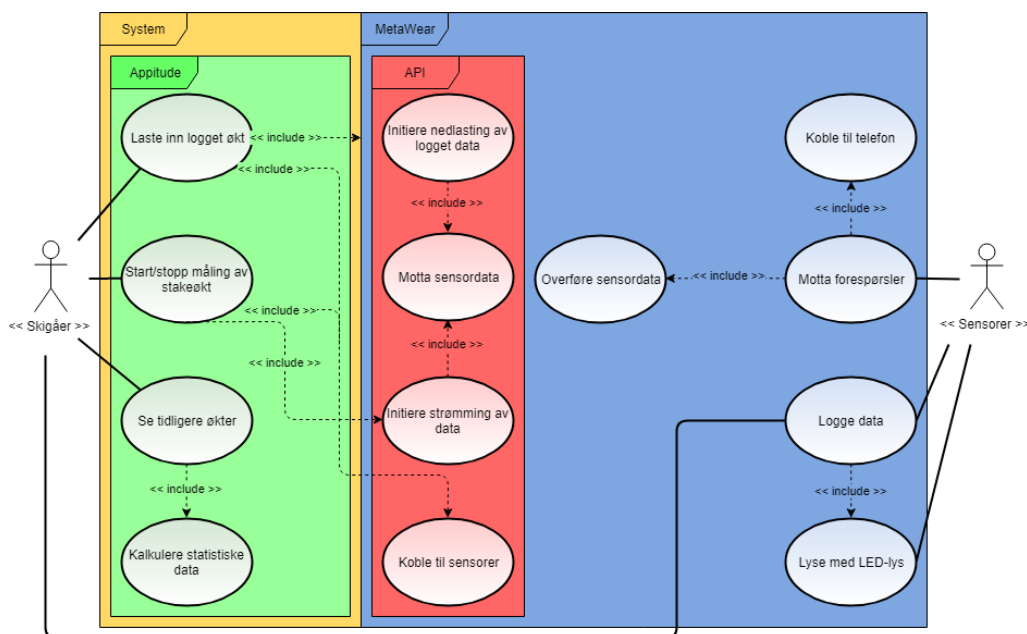 System
MetaWear
Appitude
API
Laste inn logget økt
<< include >>
Initiere nedlasting av
logget data
Koble til telefon
<< include >>
<< include >>
<< include >>
Start/stopp måling av
stakeøkt
Motta sensordata
Overføre sensordata
<< include >>
Motta forespørsler
<< Skigåer >>
<< Sensorer >>
<< include >>
<< include >>
<< include >>
Se tidligere økter
Initiere strømming av
data
Logge data
<< include >>
<< include >>
Kalkulere statistiske
data
Koble til sensorer
Lyse med LED-lys